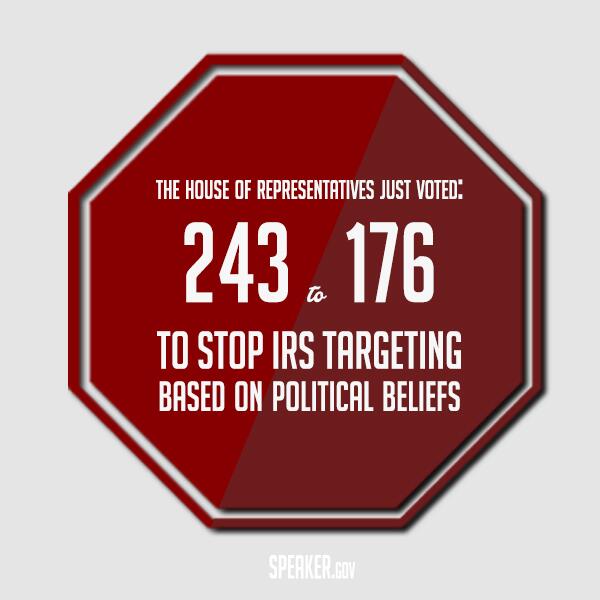 THE HOUSE OF REPRESENTATIVES JUST VOTED:
243 to 176
TO STOP IRS TARGETING
BASED ON POLITICAL BELIEFS
SPEAKER.GOV